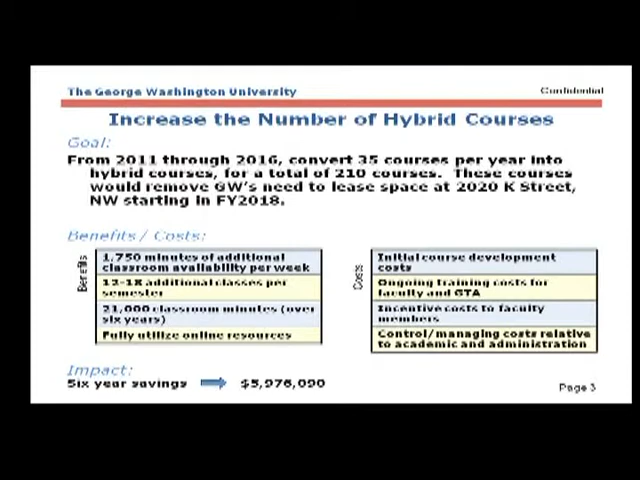 The George Washington University
Confidential
Increase the Number of Hybrid Courses
Goal:
From 2011 through 2016, convert 35 courses per year into
hybrid courses, for a total of 210 courses. These courses
would remove GW's need to lease space at 2020 K Street,
NW starting in FY2018.
Benefits / Costs:
Benefits
1,750 minutes of additional
classroom availability per week
12-18 additional classes per
semester
21,000 classroom minutes (over
six years)
Fully utilize online resources
Costs
Initial course development
costs
Ongoing training costs for
faculty and GTA
Incentive costs to faculty
members
Control/managing costs relative
to academic and administration
Impact:
Six year savings
$5,976,090
Page 3